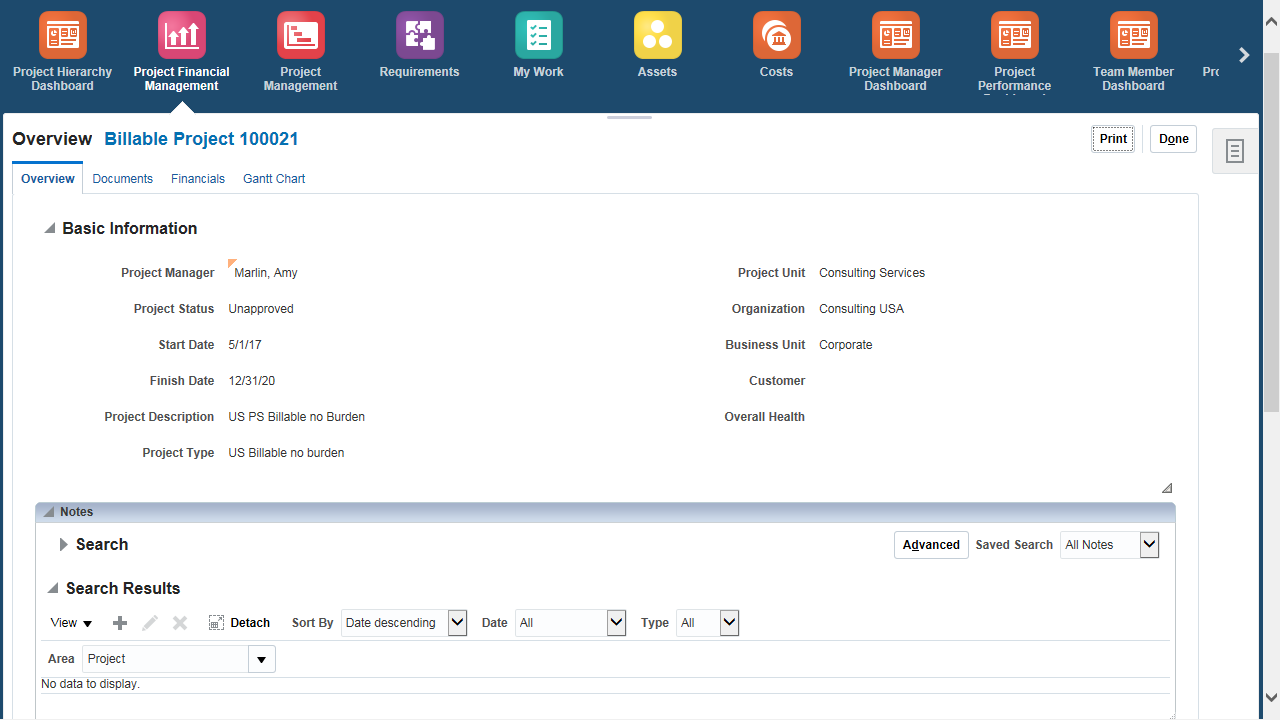 Project Hierarchy Dashboard
Project Financial Management
Project Management
Requirements
My Work
Assets
Costs
Project Manager Dashboard
Project Performance
Team Member Dashboard
Overview Billable Project 100021
Print
Done
Overview Documents Financials Gantt Chart
Basic Information
Project Manager Marlin, Amy
Project Status Unapproved
Start Date 5/1/17
Finish Date 12/31/20
Project Description US PS Billable no Burden
Project Type US Billable no burden
Project Unit Consulting Services
Organization Consulting USA
Business Unit Corporate
Customer
Overall Health
Notes
Search
Advanced Saved Search All Notes
Search Results
View Detach Sort By Date descending Date All Type All
Area Project
No data to display.